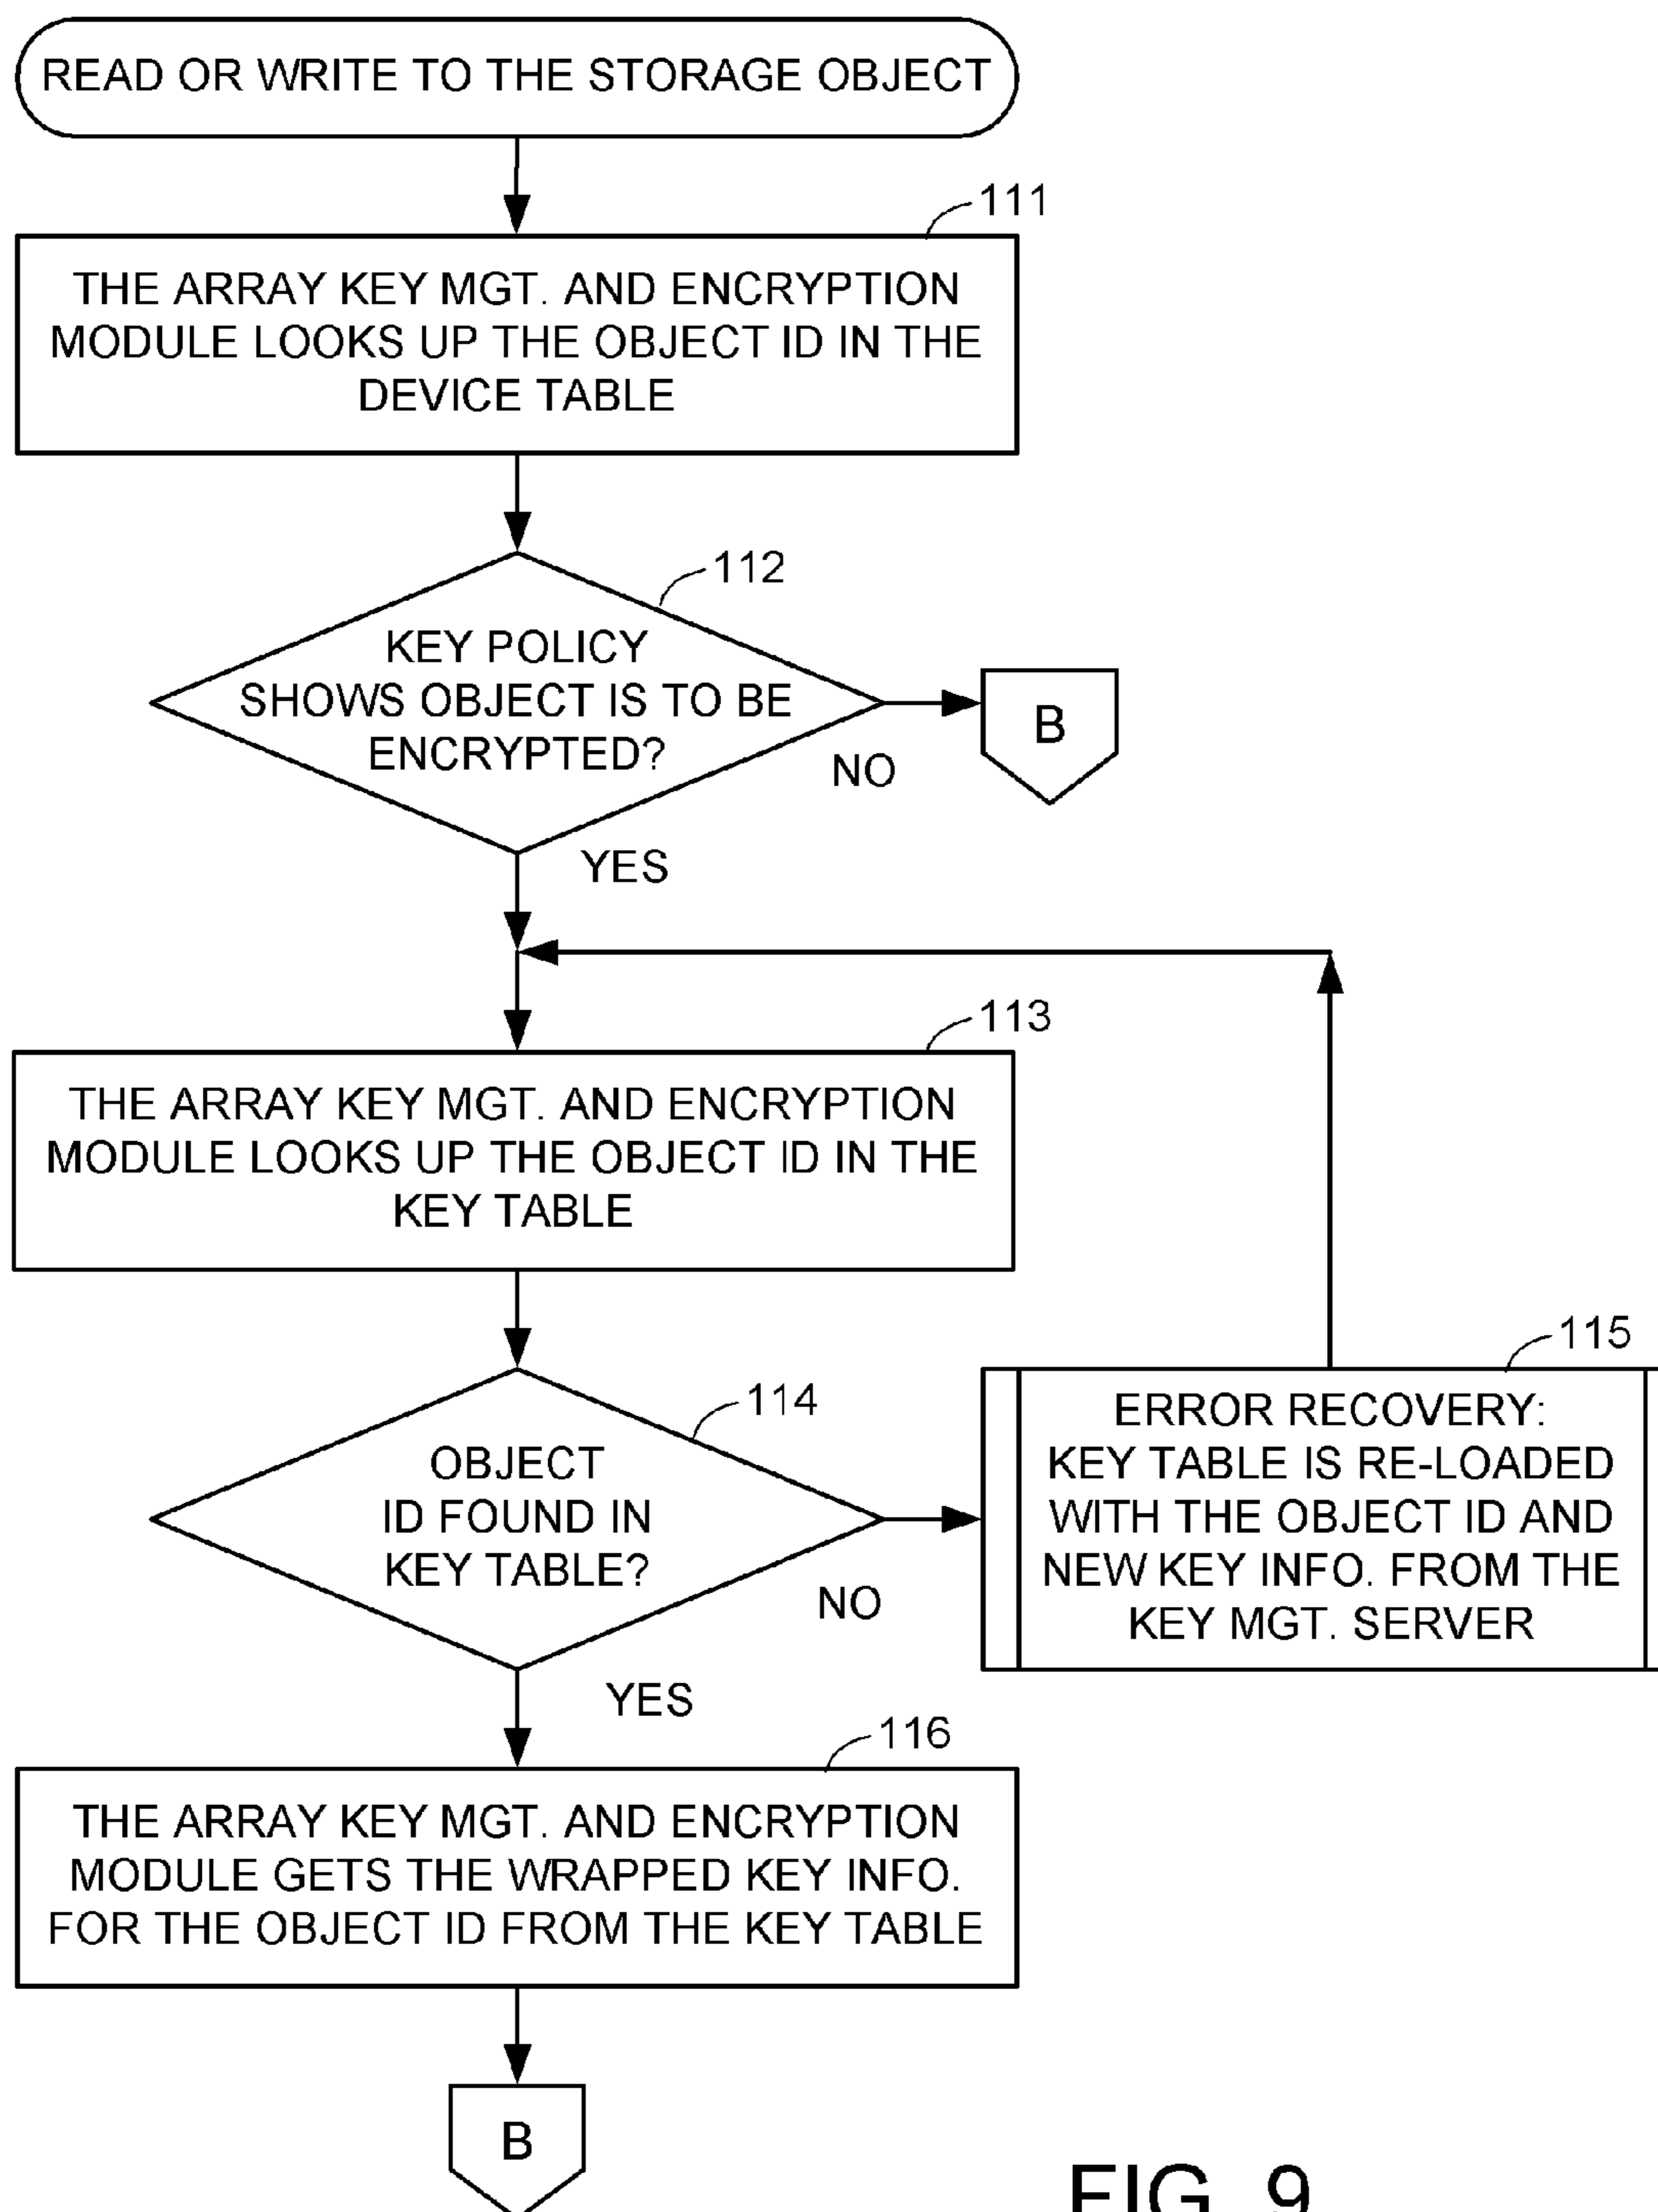 READ OR WRITE TO THE STORAGE OBJECT
111
THE ARRAY KEY MGT. AND ENCRYPTION
MODULE LOOKS UP THE OBJECT ID IN THE
DEVICE TABLE
112
KEY POLICY
SHOWS OBJECT IS TO BE
ENCRYPTED?
NO
B
YES
113
THE ARRAY KEY MGT. AND ENCRYPTION
MODULE LOOKS UP THE OBJECT ID IN THE
KEY TABLE
114
OBJECT
ID FOUND IN
KEY TABLE?
NO
115
ERROR RECOVERY:
KEY TABLE IS RE-LOADED
WITH THE OBJECT ID AND
NEW KEY INFO. FROM THE
KEY MGT. SERVER
YES
116
THE ARRAY KEY MGT. AND ENCRYPTION
MODULE GETS THE WRAPPED KEY INFO.
FOR THE OBJECT ID FROM THE KEY TABLE
B
FIG. 9